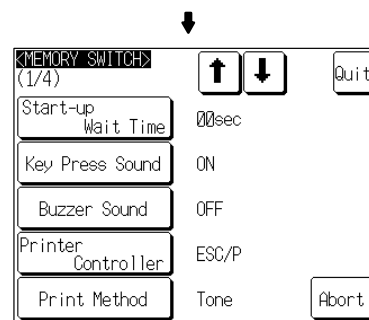 <MEMORY SWITCH>
(1/4)
Quit
Start-up
Wait Time
00sec
Key Press Sound
ON
Buzzer Sound
OFF
Printer
Controller
ESC/P
Print Method
Tone
Abort